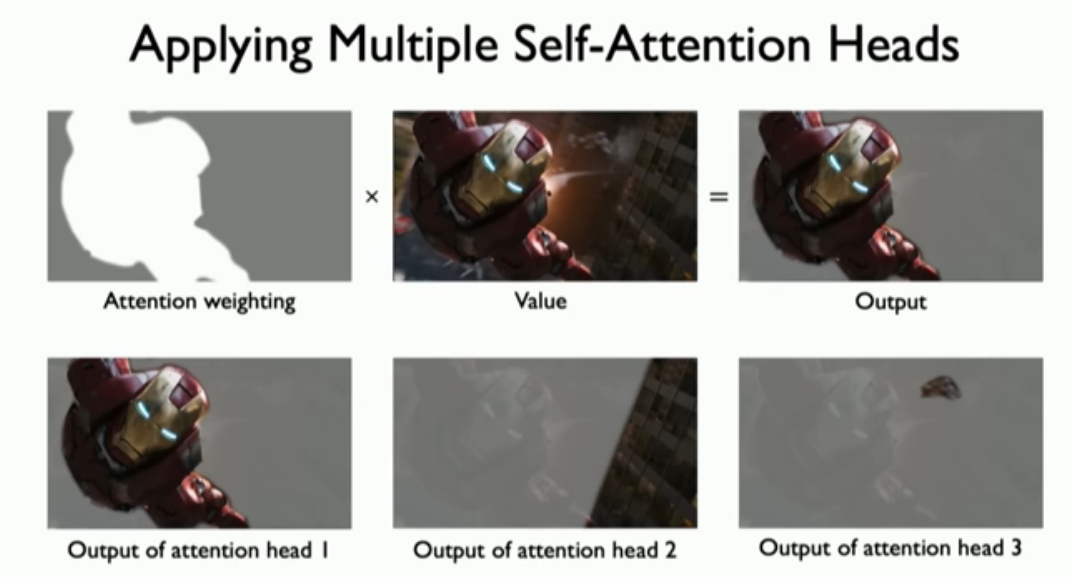 Applying Multiple Self-Attention Heads
×
=
Attention weighting
Value
Output
Output of attention head 1
Output of attention head 2
Output of attention head 3